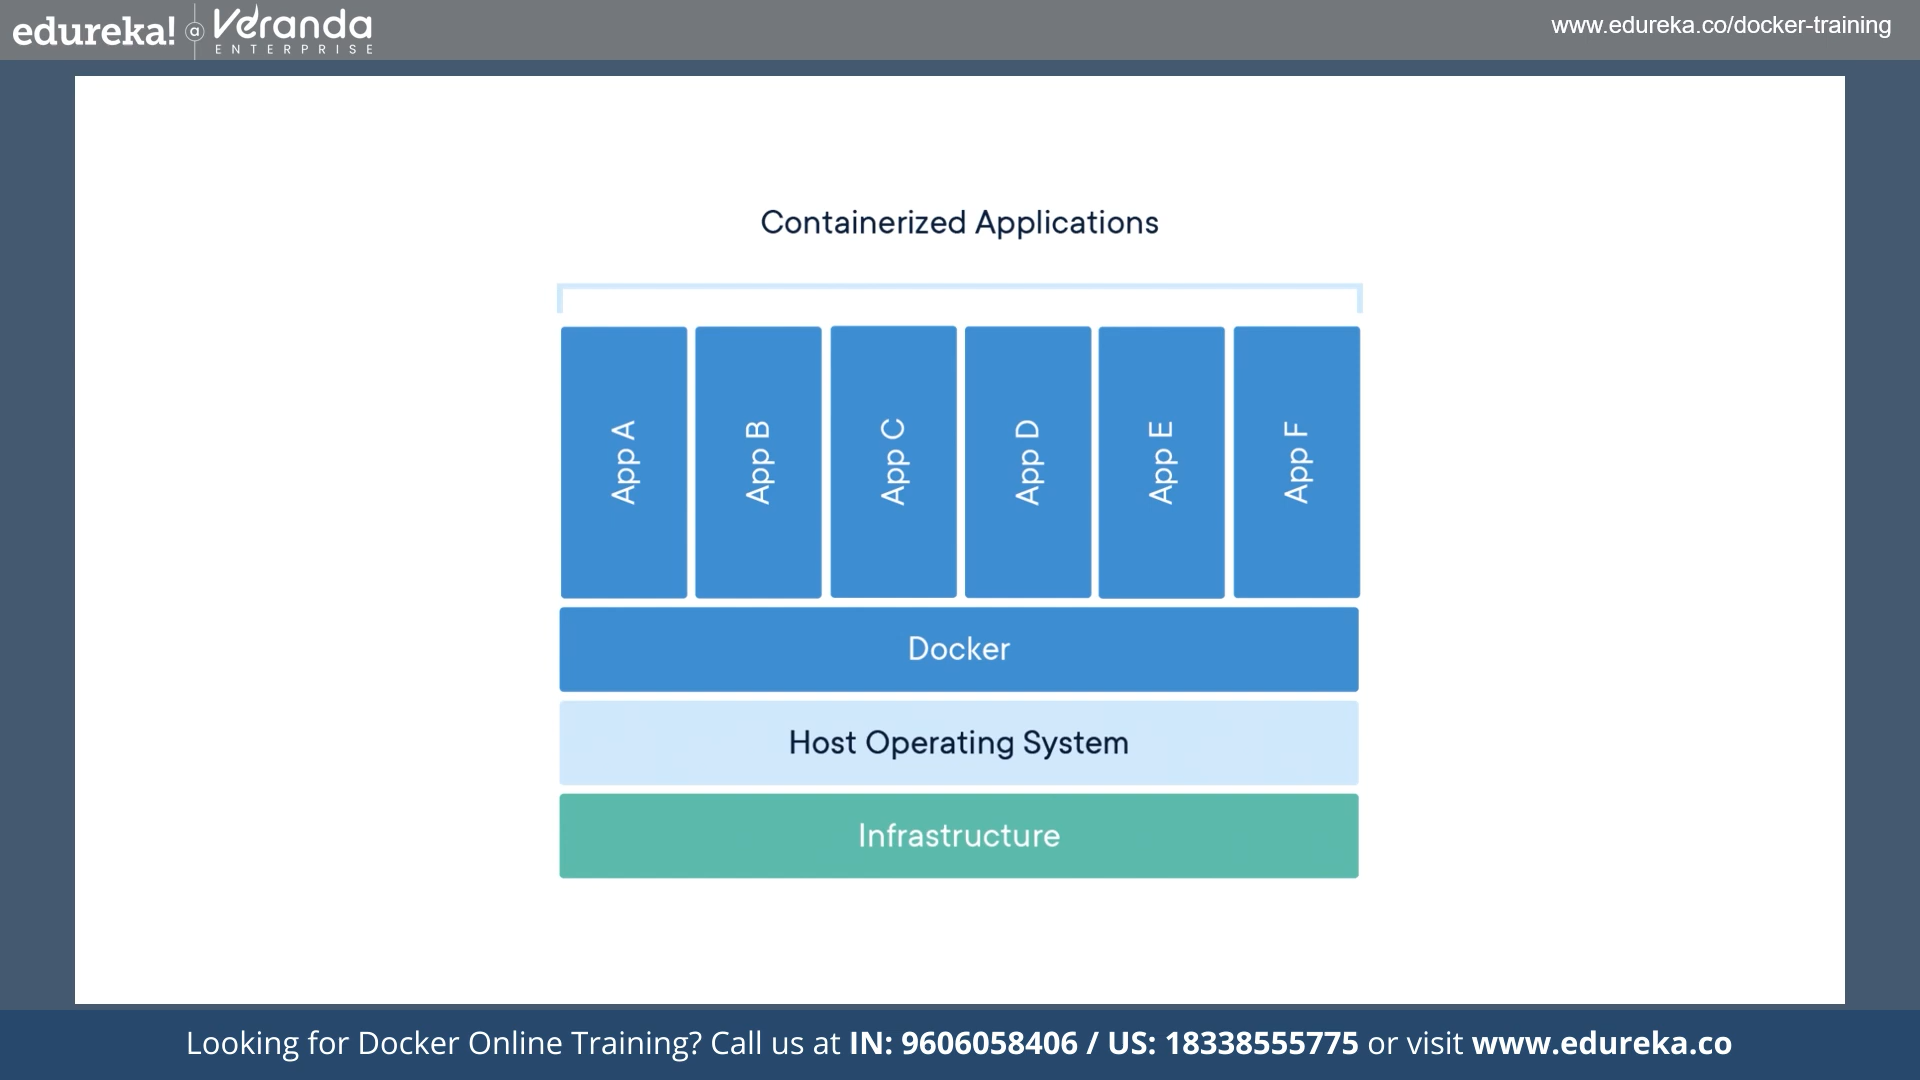 edureka! a Veranda
ENTERPRISE
www.edureka.co/docker-training
Containerized Applications
App A
App B
App C
App D
App E
App F
Docker
Host Operating System
Infrastructure
Looking for Docker Online Training? Call us at IN: 9606058406 / US: 18338555775 or visit www.edureka.co